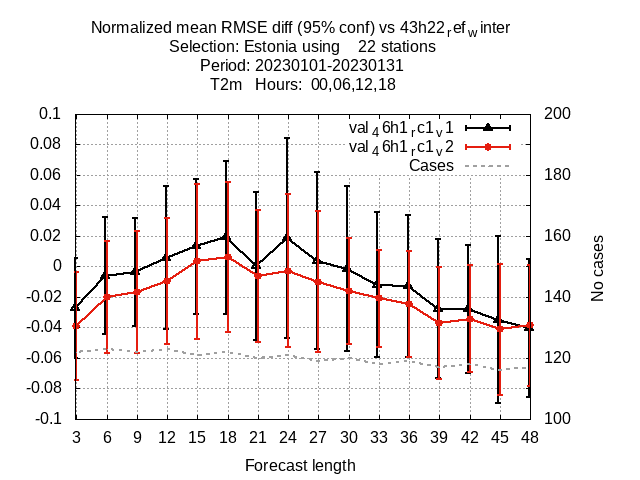 Normalized mean RMSE diff (95% conf) vs 43h22refwinter
Selection: Estonia using 22 stations
Period: 20230101-20230131
T2m Hours: 00,06,12,18
val46h1rc1v1
val46h1rc1v2
Cases
0.1
0.08
0.06
0.04
0.02
0
-0.02
-0.04
-0.06
-0.08
-0.1
200
180
160
140
120
100
No cases
3 6 9 12 15 18 21 24 27 30 33 36 39 42 45 48
Forecast length